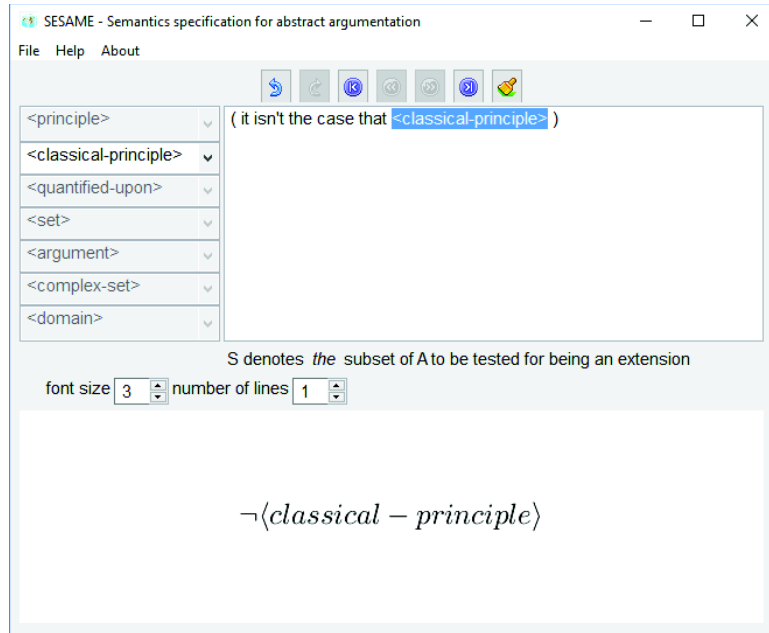 SESAME - Semantics specification for abstract argumentation
File Help About
<principle>
( it isn't the case that <classical-principle> )
<classical-principle>
<quantified-upon>
<set>
<argument>
<complex-set>
<domain>
S denotes the subset of A to be tested for being an extension
font size 3 number of lines 1
¬⟨classical − principle⟩